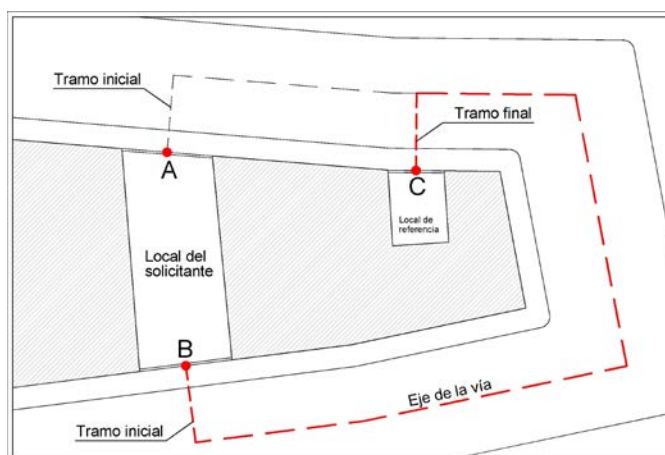 Tramo inicial
Tramo final
A
C
Local de
referencia
Local del
solicitante
B
Eje de la vía
Tramo inicial